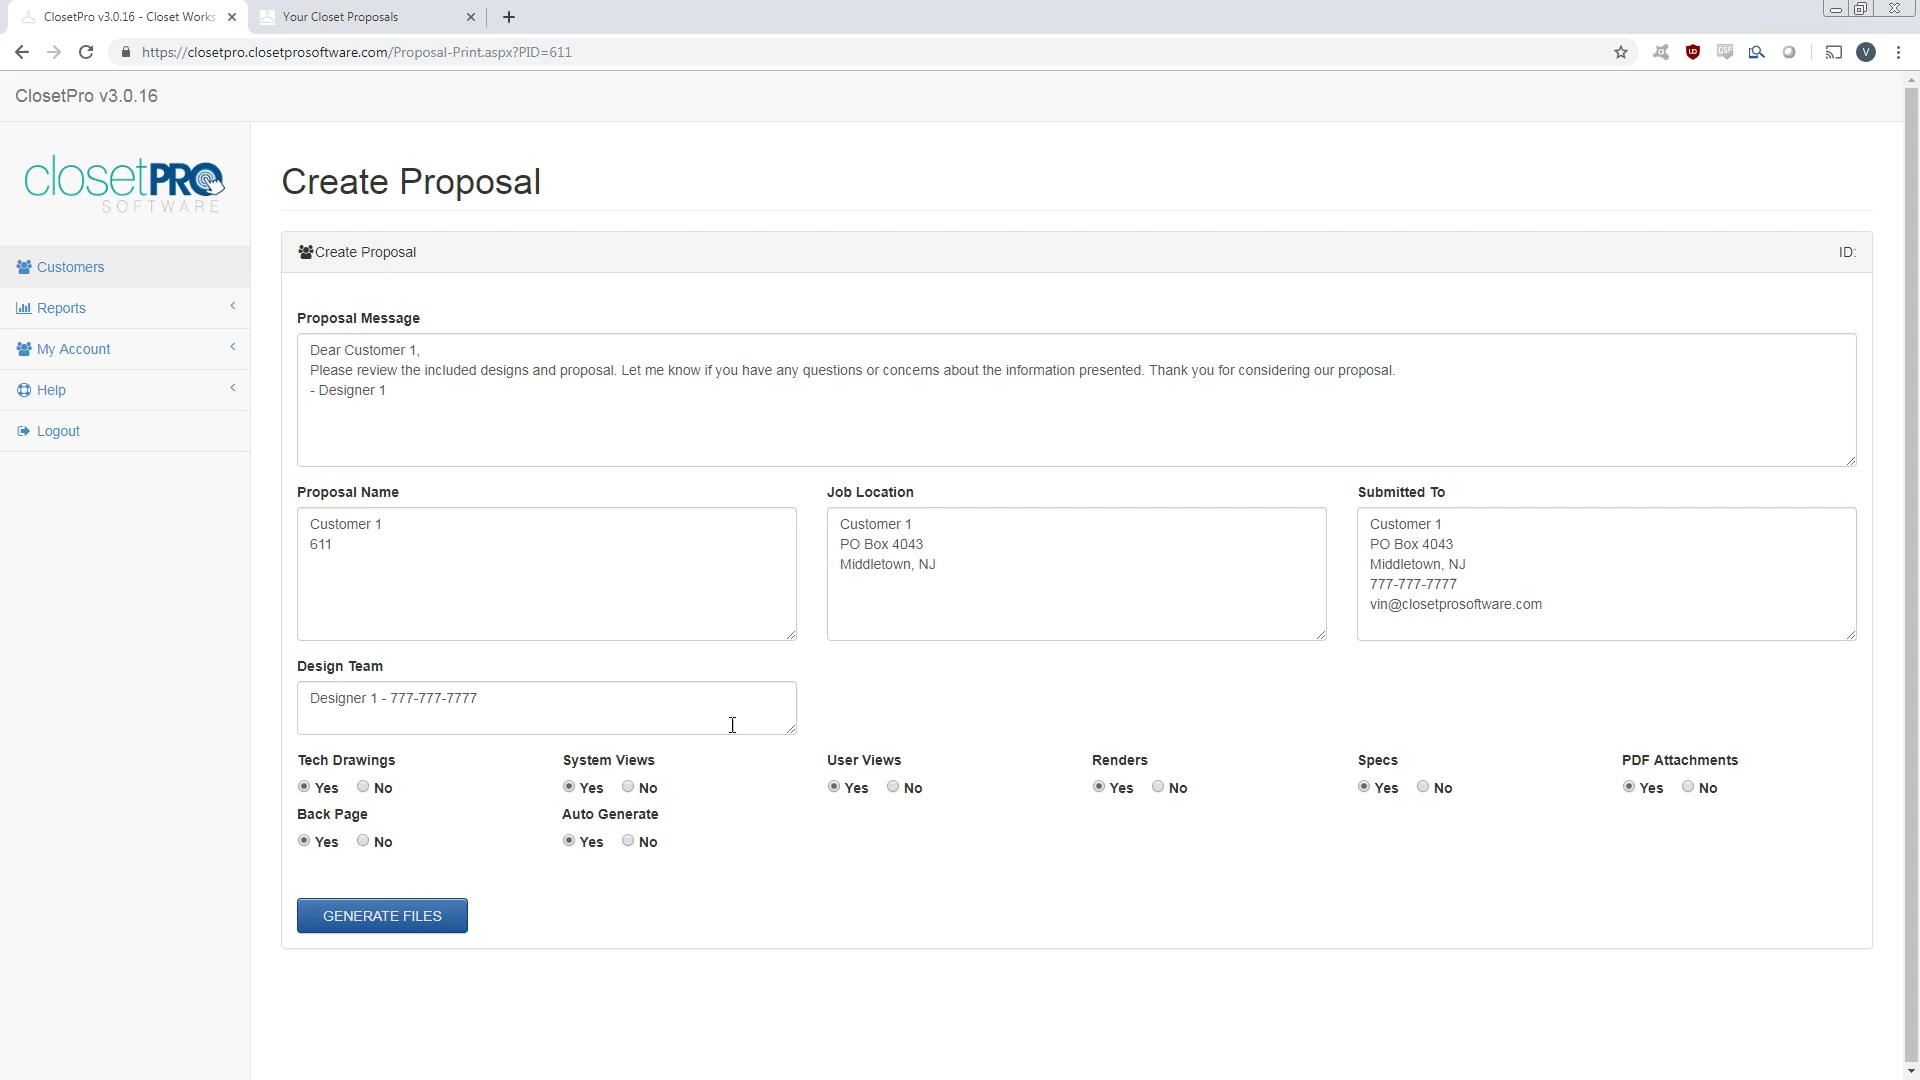 ClosetPro v3.0.16 - Closet Works
Your Closet Proposals
https://closetpro.closetprosoftware.com/Proposal-Print.aspx?PID=611
V
ClosetPro v3.0.16
closetPRO
SOFTWARE
Customers
Reports
My Account
Help
Logout
Create Proposal
Create Proposal
ID:
Proposal Message
Dear Customer 1,
Please review the included designs and proposal. Let me know if you have any questions or concerns about the information presented. Thank you for considering our proposal.
- Designer 1
Proposal Name
Customer 1
611
Job Location
Customer 1
PO Box 4043
Middletown, NJ
Submitted To
Customer 1
PO Box 4043
Middletown, NJ
777-777-7777
vin@closetprosoftware.com
Design Team
Designer 1 - 777-777-7777
Tech Drawings
Yes No
System Views
Yes No
User Views
Yes No
Renders
Yes No
Specs
Yes No
PDF Attachments
Yes No
Back Page
Yes No
Auto Generate
Yes No
GENERATE FILES